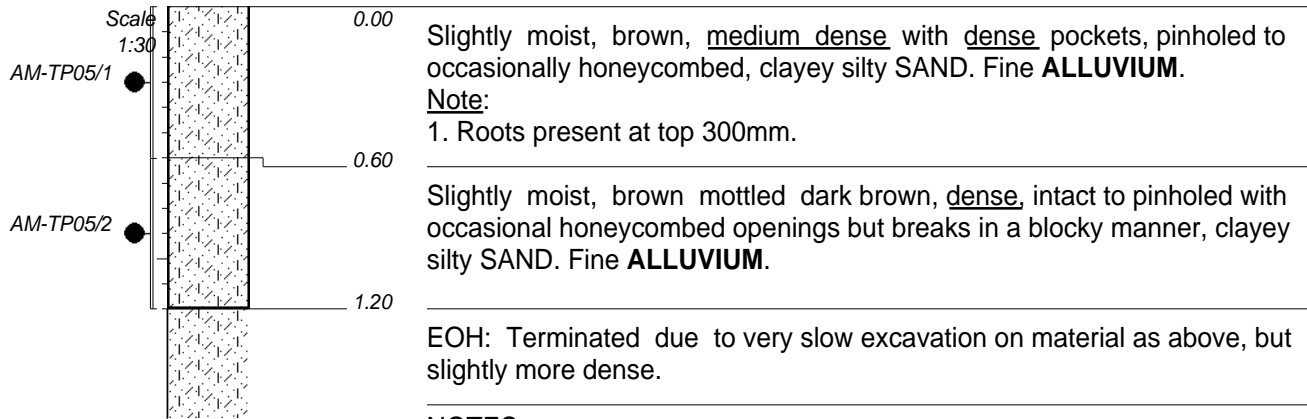 Scale
1:30
0.00
AM-TP05/1
Slightly moist, brown, medium dense with dense pockets, pinholed to
occasionally honeycombed, clayey silty SAND. Fine ALLUVIUM.
Note:
1. Roots present at top 300mm.
0.60
AM-TP05/2
Slightly moist, brown mottled dark brown, dense, intact to pinholed with
occasional honeycombed openings but breaks in a blocky manner, clayey
silty SAND. Fine ALLUVIUM.
1.20
EOH: Terminated due to very slow excavation on material as above, but
slightly more dense.